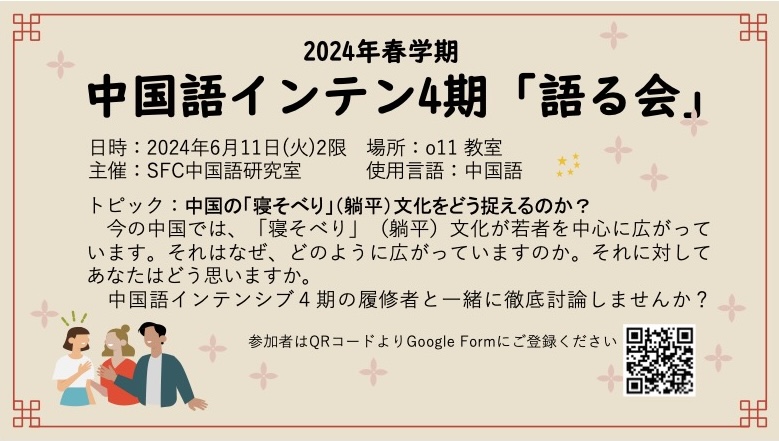 2024年春学期
中国語インテン4期「語る会」
日時：2024年6月11日(火)2限　場所：o11 教室
主催：SFC中国語研究室　使用言語：中国語
トピック：中国の「寝そべり」(躺平)文化をどう捉えるのか？
　今の中国では、「寝そべり」（躺平）文化が若者を中心に広がって
います。それはなぜ、どのように広がっていますのか。それに対して
あなたはどう思いますか。
　中国語インテンシブ４期の履修者と一緒に徹底討論しませんか？
参加者はQRコードよりGoogle Formにご登録ください